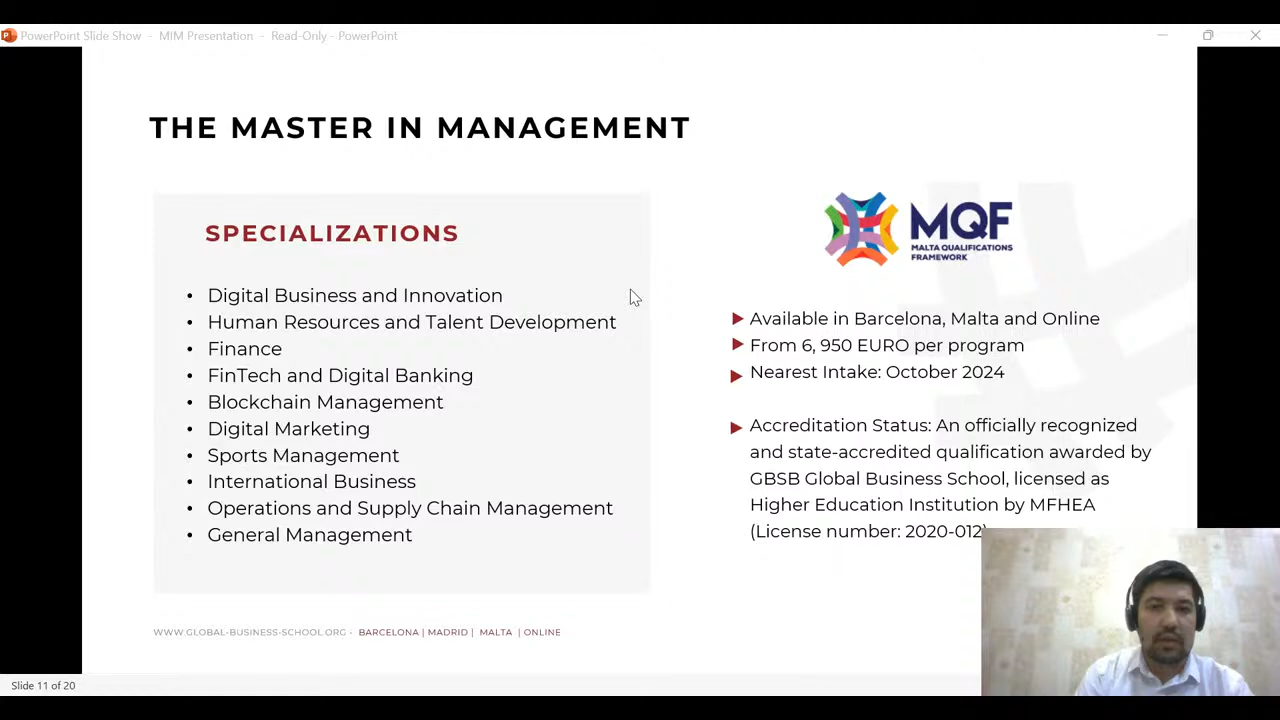 PowerPoint Slide Show - MIM Presentation - Read-Only - PowerPoint
THE MASTER IN MANAGEMENT
SPECIALIZATIONS
• Digital Business and Innovation
• Human Resources and Talent Development
• Finance
• FinTech and Digital Banking
• Blockchain Management
• Digital Marketing
• Sports Management
• International Business
• Operations and Supply Chain Management
• General Management
MQF
MALTA QUALIFICATIONS
FRAMEWORK
Available in Barcelona, Malta and Online
From 6, 950 EURO per program
Nearest Intake: October 2024
Accreditation Status: An officially recognized
and state-accredited qualification awarded by
GBSB Global Business School, licensed as
Higher Education Institution by MFHEA
(License number: 2020-012)
WWW.GLOBAL-BUSINESS-SCHOOL.ORG - BARCELONA | MADRID | MALTA | ONLINE
Slide 11 of 20